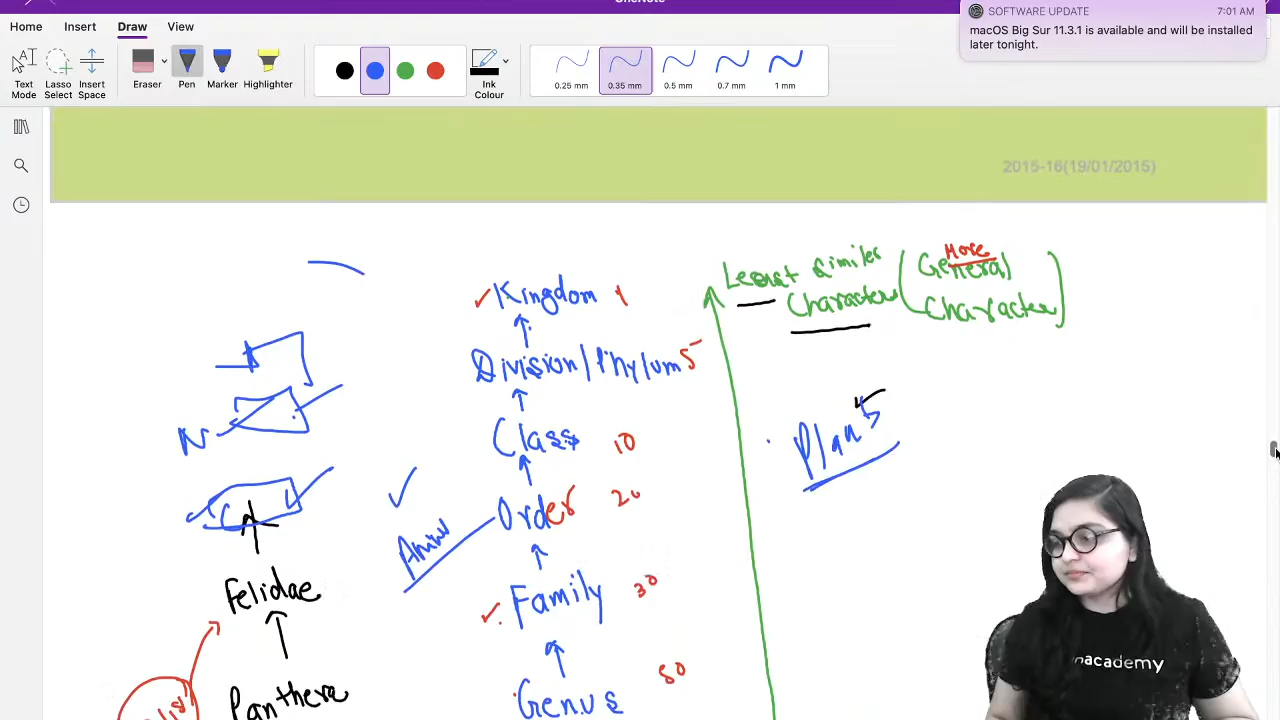 OneNote
SOFTWARE UPDATE 7:01 AM
macOS Big Sur 11.3.1 is available and will be installed
later tonight.
Home Insert Draw View
Text Mode
Lasso Select
Insert Space
Eraser
Pen
Marker
Highlighter
Ink Colour
0.25 mm
0.35 mm
0.5 mm
0.7 mm
1 mm
2015-16(19/01/2015)
Least Similar
Character
More
General
Character
Kingdom 1
Division/Phylum 5
Class 10
Order 20
Family 30
Genus 50
Plan
N
Felidae
Panthera
nacademy